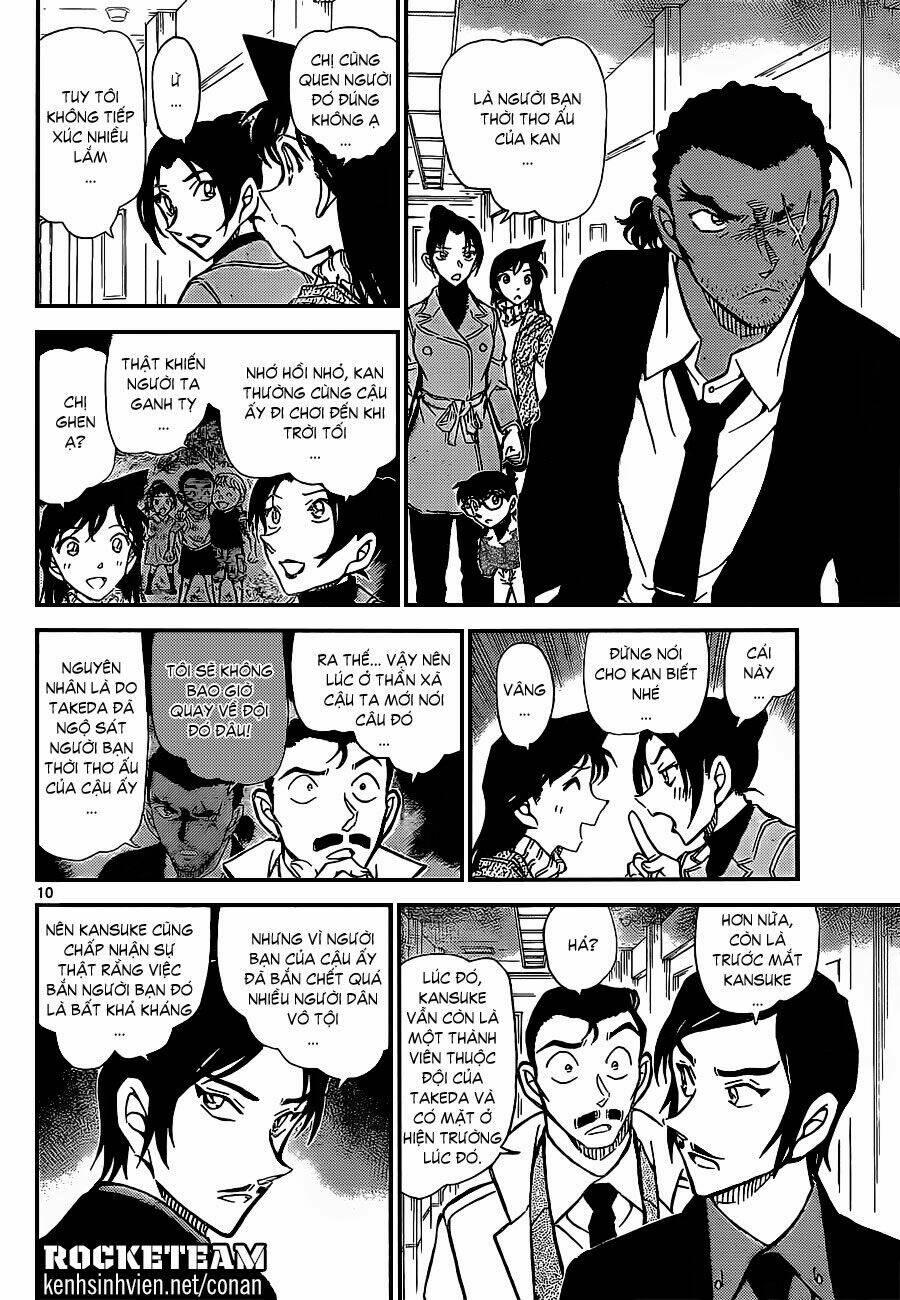 LÀ NGƯỜI BẠN
THỜI THƠ ẤU
CỦA KAN
...
CHỊ CŨNG
QUEN NGƯỜI
ĐÓ ĐÚNG
KHÔNG Ạ
...
Ừ
...
TUY TÔI
KHÔNG TIẾP
XÚC NHIỀU
LẮM
...
NHỚ HỒI NHỎ, KAN
THƯỜNG CÙNG CẬU
ẤY ĐI CHƠI ĐẾN KHI
TRỜI TỐI
...
THẬT KHIẾN
NGƯỜI TA
GANH TỴ
...
CHỊ
GHEN
Ạ?
CÁI
NÀY
...
ĐỪNG NÓI
CHO KAN BIẾT
NHÉ
...
VÂNG
...
RA THẾ... VẬY NÊN
LÚC Ở THẦN XÃ
CẬU TA MỚI NÓI
CÂU ĐÓ
...
TÔI SẼ KHÔNG
BAO GIỜ
QUAY VỀ ĐỘI
ĐÓ ĐÂU!
NGUYÊN
NHÂN LÀ DO
TAKEDA ĐÃ
NGỘ SÁT
NGƯỜI BẠN
THỜI THƠ ẤU
CỦA CẬU ẤY
...
10
HƠN NỮA,
CÒN LÀ
TRƯỚC MẮT
KANSUKE
...
HẢ?
LÚC ĐÓ,
KANSUKE
VẪN CÒN LÀ
MỘT THÀNH
VIÊN THUỘC
ĐỘI CỦA
TAKEDA VÀ
CÓ MẶT Ở
HIỆN TRƯỜNG
LÚC ĐÓ.
NHƯNG VÌ NGƯỜI
BẠN CỦA CẬU ẤY
ĐÃ BẮN CHẾT QUÁ
NHIỀU NGƯỜI DÂN
VÔ TỘI
...
NÊN KANSUKE CŨNG
CHẤP NHẬN SỰ
THẬT RẰNG VIỆC
BẮN NGƯỜI BẠN ĐÓ
LÀ BẤT KHẢ KHÁNG
...
ROCKETEAM
kenhsinhvien.net/conan